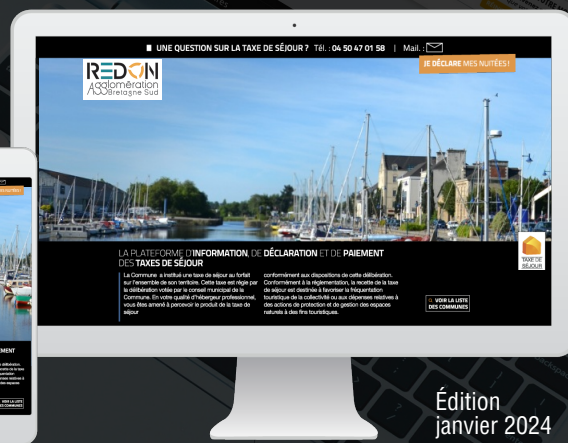 UNE QUESTION SUR LA TAXE DE SÉJOUR ? Tél. : 04 50 47 01 58 | Mail. :
JE DÉCLARE MES NUITÉES !
REDON
Agglomération
Bretagne Sud
LA PLATEFORME D'INFORMATION, DE DÉCLARATION ET DE PAIEMENT
DES TAXES DE SÉJOUR
La Commune a institué une taxe de séjour au forfait
sur l'ensemble de son territoire. Cette taxe est régie par
la délibération votée par le conseil municipal de la
Commune. En votre qualité d'hébergeur professionnel,
vous êtes amené à percevoir le produit de la taxe de
séjour
conformément aux dispositions de cette délibération.
Conformément à la réglementation, la recette de la taxe
de séjour est destinée à favoriser la fréquentation
touristique de la collectivité ou aux dépenses relatives à
des actions de protection et de gestion des espaces
naturels à des fins touristiques.
VOIR LA LISTE
DES COMMUNES
TAXE DE
SÉJOUR
Édition
janvier 2024